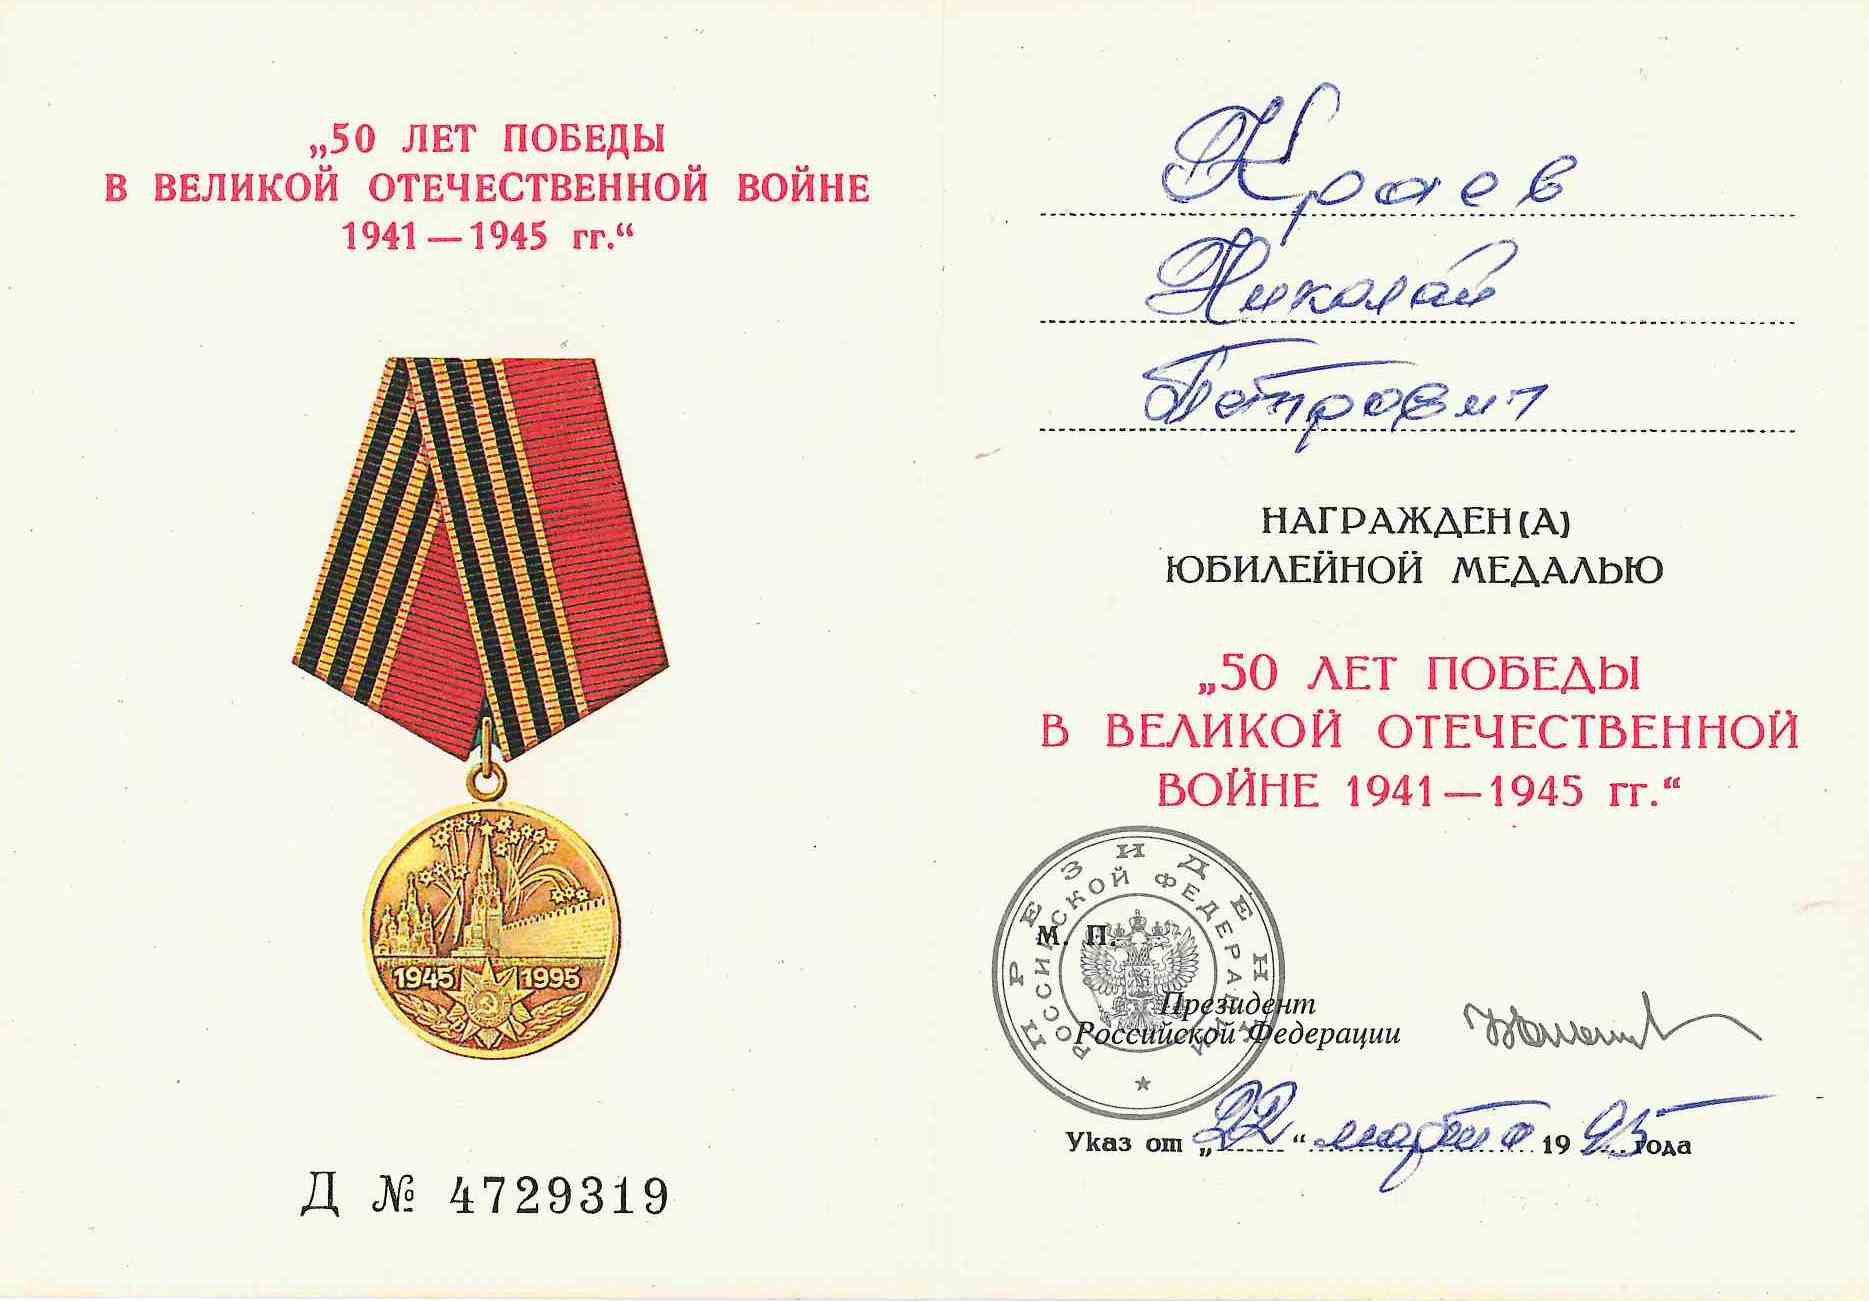 „50 ЛЕТ ПОБЕДЫ
В ВЕЛИКОЙ ОТЕЧЕСТВЕННОЙ ВОЙНЕ
1941—1945 гг.“
1945 1995
Д № 4729319
Краев
Николай
Петрович
НАГРАЖДЕН(А)
ЮБИЛЕЙНОЙ МЕДАЛЬЮ
„50 ЛЕТ ПОБЕДЫ
В ВЕЛИКОЙ ОТЕЧЕСТВЕННОЙ
ВОЙНЕ 1941—1945 гг.“
ПРЕЗИДЕНТ
РОССИЙСКОЙ ФЕДЕРАЦИИ
М. П.
Президент
Российской Федерации
Указ от „22“ марта 1995 года